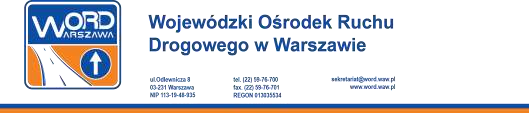 WORD
WARSZAWA
Wojewódzki Ośrodek Ruchu
Drogowego w Warszawie
ul.Odlewnicza 8
03-231 Warszawa
NIP 113-19-48-935
tel. (22) 59-76-700
fax. (22) 59-76-701
REGON 013035534
sekretariat@word.waw.pl
www.word.waw.pl